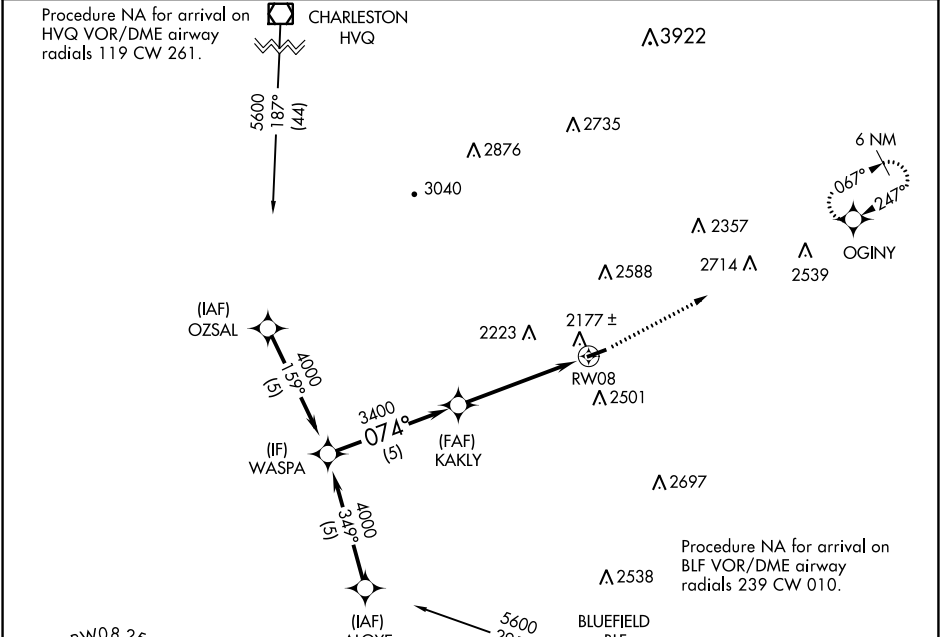 Procedure NA for arrival on
HVQ VOR/DME airway
radials 119 CW 261.
CHARLESTON
HVQ
3922
5600
187°
(44)
2735
2876
3040
6 NM
067°
247°
OGINY
2357
2714
2539
2588
(IAF)
OZSAL
2223
2177 ±
RW08
2501
4000
159°
(5)
3400
074°
(5)
(FAF)
KAKLY
(IF)
WASPA
4000
349°
(5)
2697
Procedure NA for arrival on
BLF VOR/DME airway
radials 239 CW 010.
2538
(IAF)
5600
BLUEFIELD